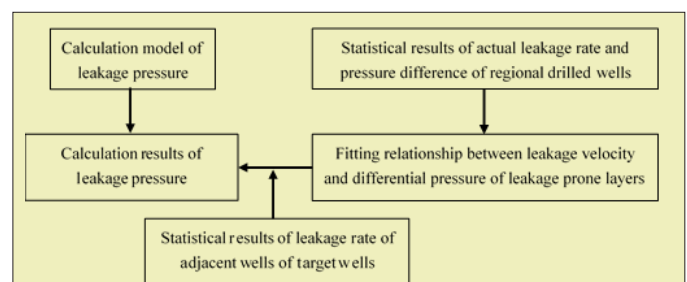 Calculation model of
leakage pressure
Statistical results of actual leakage rate and
pressure difference of regional drilled wells
Calculation results of
leakage pressure
Fitting relationship between leakage velocity
and differential pressure of leakage prone layers
Statistical results of leakage rate of
adjacent wells of target wells